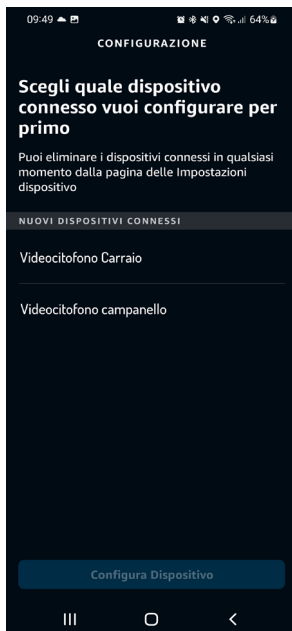 09:49 64%
CONFIGURAZIONE
Scegli quale dispositivo
connesso vuoi configurare per
primo
Puoi eliminare i dispositivi connessi in qualsiasi
momento dalla pagina delle Impostazioni
dispositivo
NUOVI DISPOSITIVI CONNESSI
Videocitofono Carraio
Videocitofono campanello
Configura Dispositivo